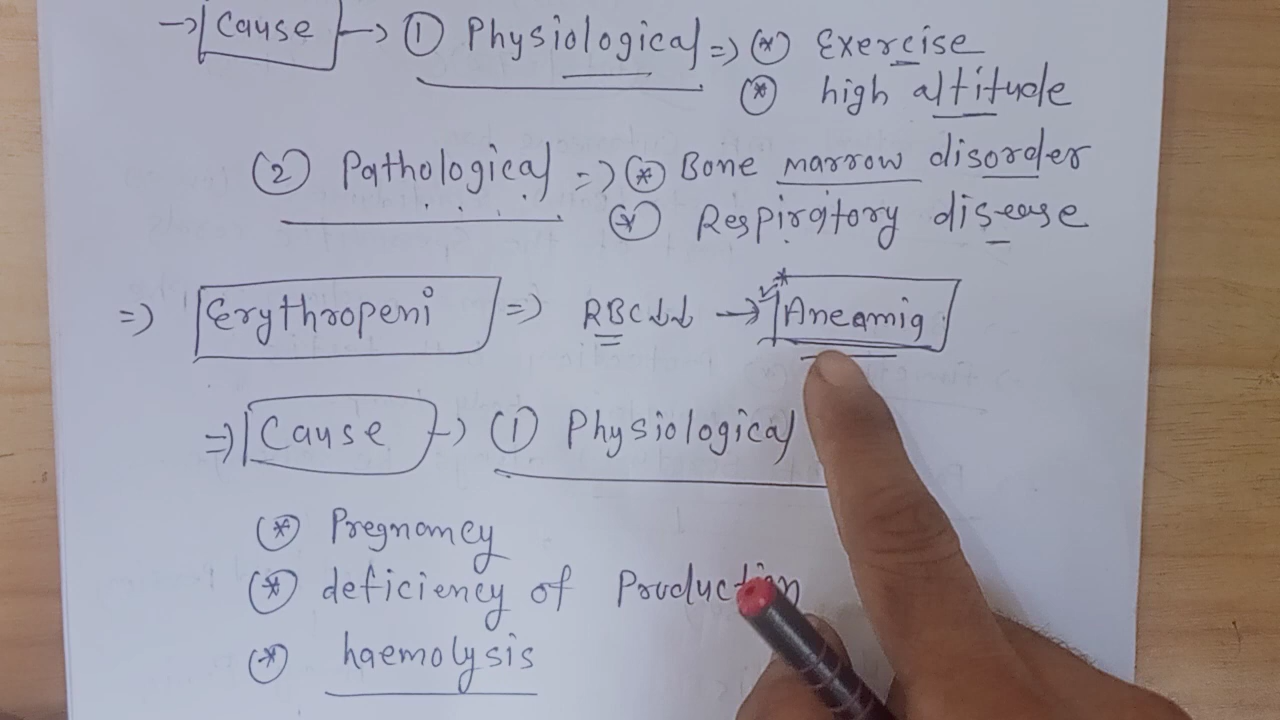 → Cause → ① Physiological ⇒ (*) Exercise
(*) high altitude
(2) Pathological ⇒ (*) Bone marrow disorder
(*) Respiratory disease
⇒ Erythropeni ⇒ RBC↓↓ → * Aneamia
⇒ Cause → (1) Physiological
(*) Pregnancy
(*) deficiency of Production
(*) haemolysis